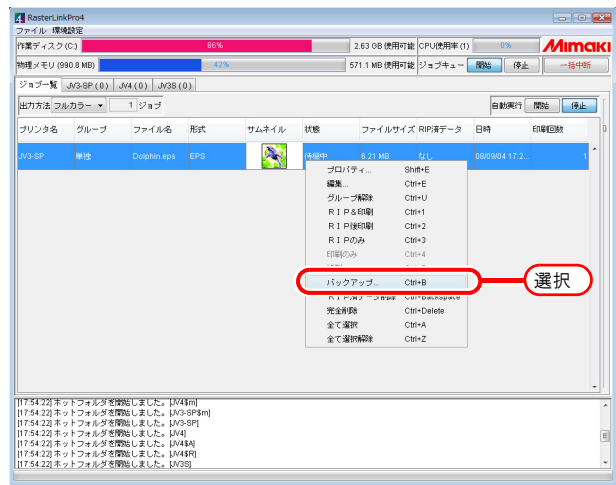 RasterLinkPro4
ファイル 環境設定
作業ディスク(C:) 86% 2.63 GB 使用可能 CPU使用率 (1) 0% Mimaki
物理メモリ (990.8 MB) 42% 571.1 MB 使用可能 ジョブキュー 開始 停止 一括中断
ジョブ一覧 JV3-SP ( 0 ) JV4 ( 0 ) JV3S ( 0 )
出力方法 フルカラー 1 ジョブ 自動実行 開始 停止
プリンタ名 グループ ファイル名 形式 サムネイル 状態 ファイルサイズ RIP済データ 日時 印刷回数
JV3-SP 単独 Dolphin.eps EPS 待機中 6.21 MB なし 08/09/04 17:2... 1
プロパティ... Shift+E
編集... Ctrl+E
グループ解除 Ctrl+U
ＲＩＰ＆印刷 Ctrl+1
ＲＩＰ後印刷 Ctrl+2
ＲＩＰのみ Ctrl+3
印刷のみ Ctrl+4
バックアップ... Ctrl+B
選択
ＲＩＰ済データ削除 Ctrl+Backspace
完全削除 Ctrl+Delete
全て選択 Ctrl+A
全て選択解除 Ctrl+Z
[17:54:22] ホットフォルダを開始しました。[JV4$m]
[17:54:22] ホットフォルダを開始しました。[JV3-SP$m]
[17:54:22] ホットフォルダを開始しました。[JV3-SP]
[17:54:22] ホットフォルダを開始しました。[JV4]
[17:54:22] ホットフォルダを開始しました。[JV4$A]
[17:54:22] ホットフォルダを開始しました。[JV4$R]
[17:54:22] ホットフォルダを開始しました。[JV3S]